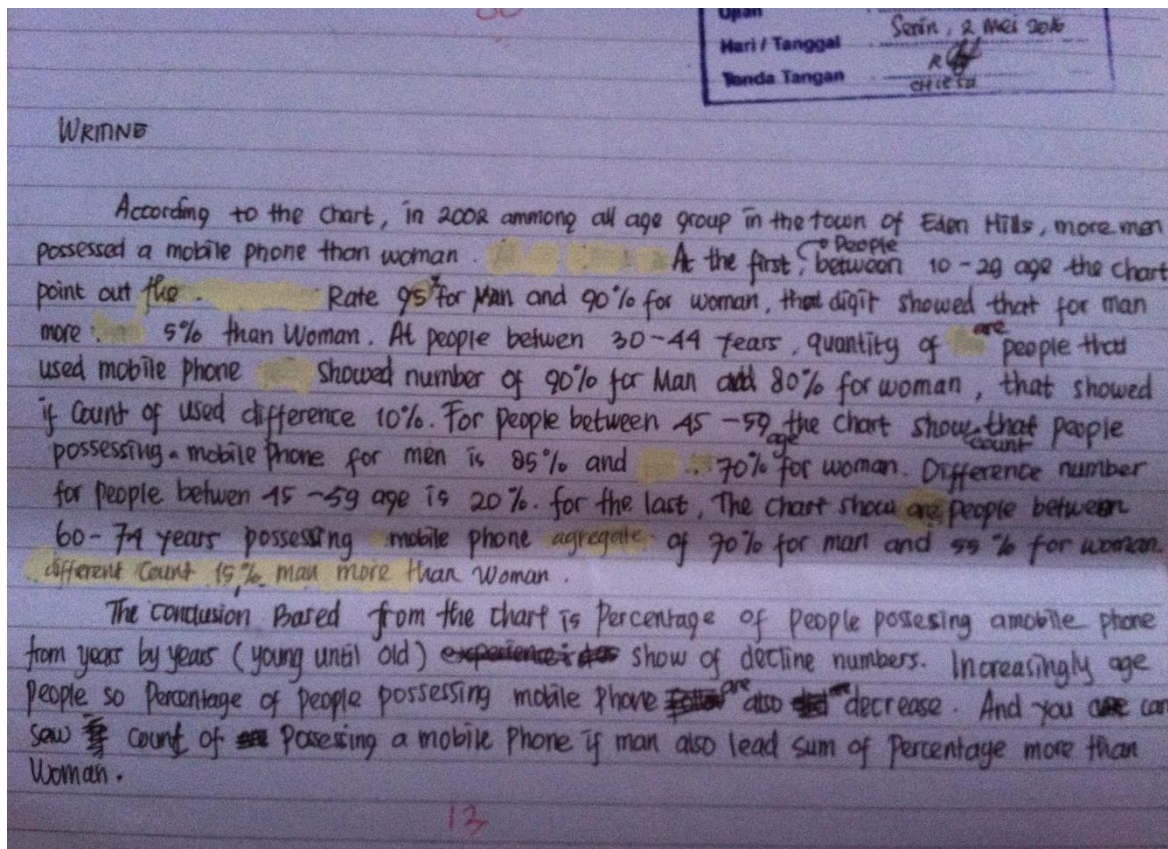 Ujian
Hari / Tanggal Senin, 2 Mei 2016
Tanda Tangan
WRITING
According to the chart, in 2002 ammong all age group in the town of Eden Hills, more men
possessed a mobile phone than woman. At the first, People between 10-29 age the chart
point out the Rate 95% for Man and 90% for woman, that digit showed that for man
more 5% than Woman. At people betwen 30-44 years, quantity of are people that
used mobile phone showed number of 90% for Man add 80% for woman, that showed
if count of used difference 10%. For people between 45-59 age the chart show that people
possessing a mobile phone for men is 85% and 70% count for woman. Difference number
for people betwen 45-59 age is 20%. for the last, The chart show are people between
60-74 years possessing mobile phone agregate of 70% for man and 55% for woman.
different count 15%, man more than Woman.
The conclusion Based from the chart is Percentage of People possesing a mobile phone
from years by years (young until old) show of decline numbers. Increasingly age
people so Percentage of people possessing mobile phone are also are decrease. And you can
saw count of Possessing a mobile phone if man also lead sum of percentage more than
Woman.
13